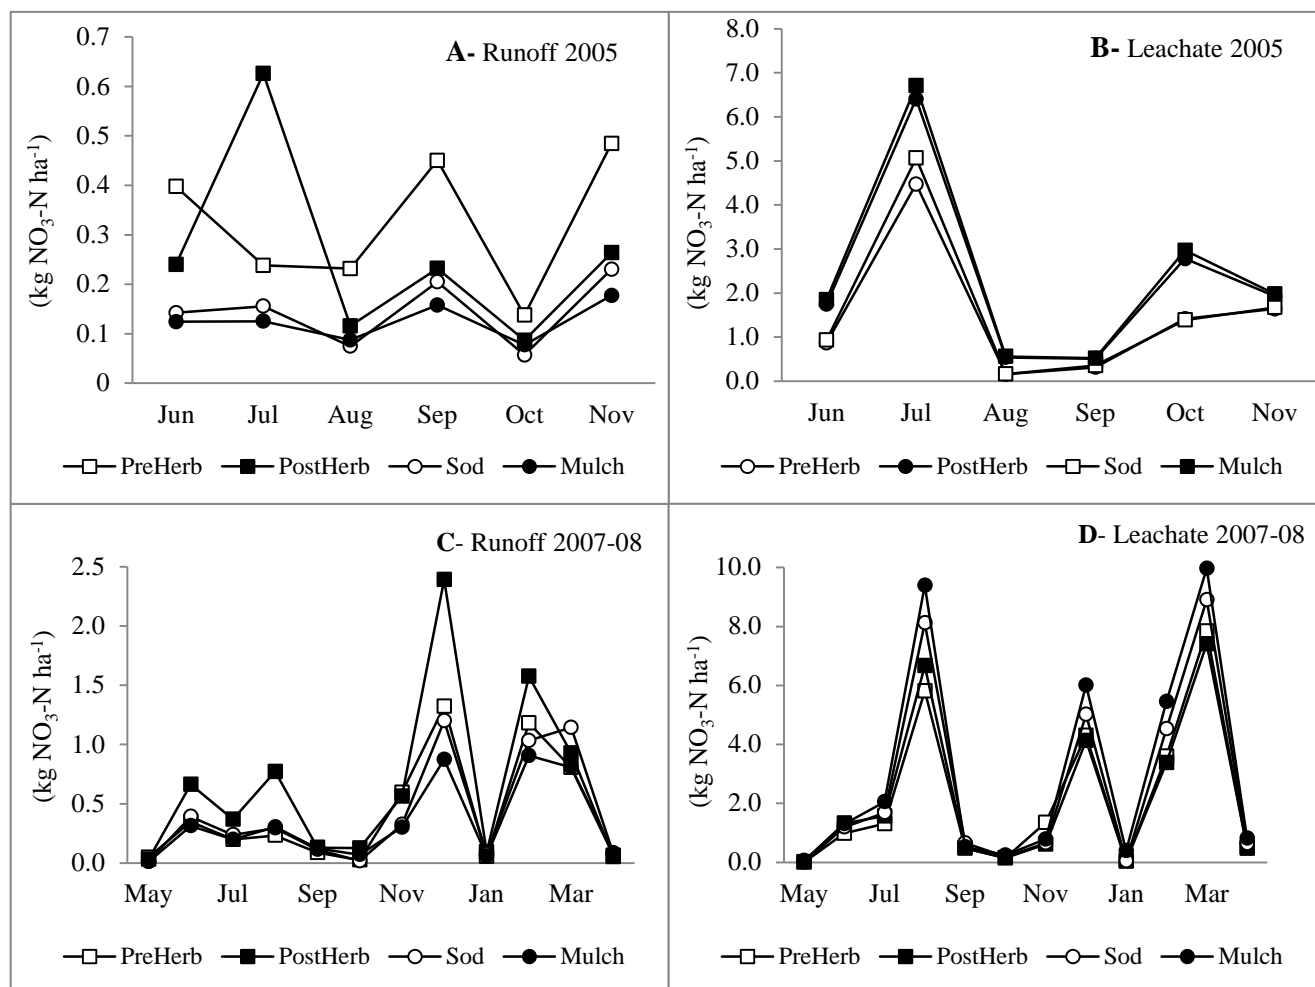 A- Runoff 2005
(kg NO3-N ha-1)
0.7
0.6
0.5
0.4
0.3
0.2
0.1
0
Jun Jul Aug Sep Oct Nov
PreHerb PostHerb Sod Mulch
B- Leachate 2005
(kg NO3-N ha-1)
8.0
7.0
6.0
5.0
4.0
3.0
2.0
1.0
0.0
Jun Jul Aug Sep Oct Nov
PreHerb PostHerb Sod Mulch
C- Runoff 2007-08
(kg NO3-N ha-1)
2.5
2.0
1.5
1.0
0.5
0.0
May Jul Sep Nov Jan Mar
PreHerb PostHerb Sod Mulch
D- Leachate 2007-08
(kg NO3-N ha-1)
10.0
8.0
6.0
4.0
2.0
0.0
May Jul Sep Nov Jan Mar
PreHerb PostHerb Sod Mulch